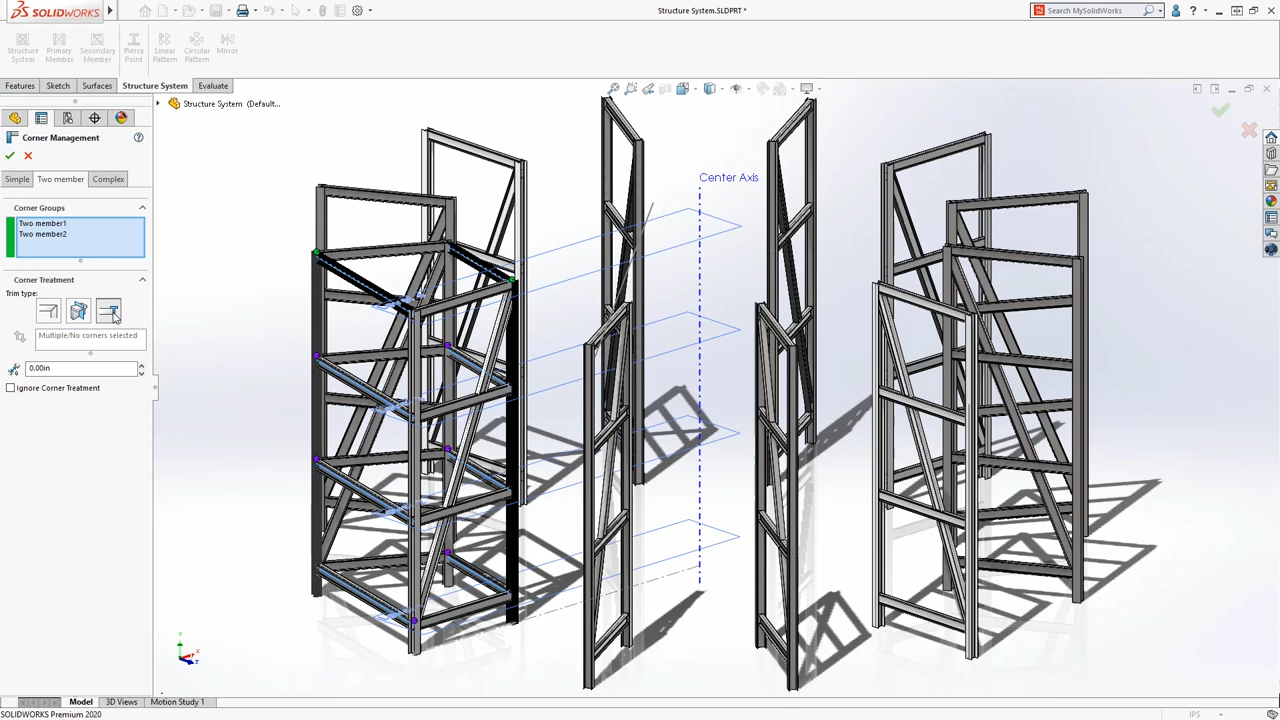 SOLIDWORKS
Structure System.SLDPRT *
Search MySolidWorks
Structure System
Primary Member
Secondary Member
Pierce Point
Linear Pattern
Circular Pattern
Mirror
Features
Sketch
Surfaces
Structure System
Evaluate
Structure System (Default...
Corner Management
Simple
Two member
Complex
Corner Groups
Two member1
Two member2
Corner Treatment
Trim type:
Multiple/No corners selected
0.00in
Ignore Corner Treatment
Center Axis
Y
X
Z
Model
3D Views
Motion Study 1
SOLIDWORKS Premium 2020
IPS